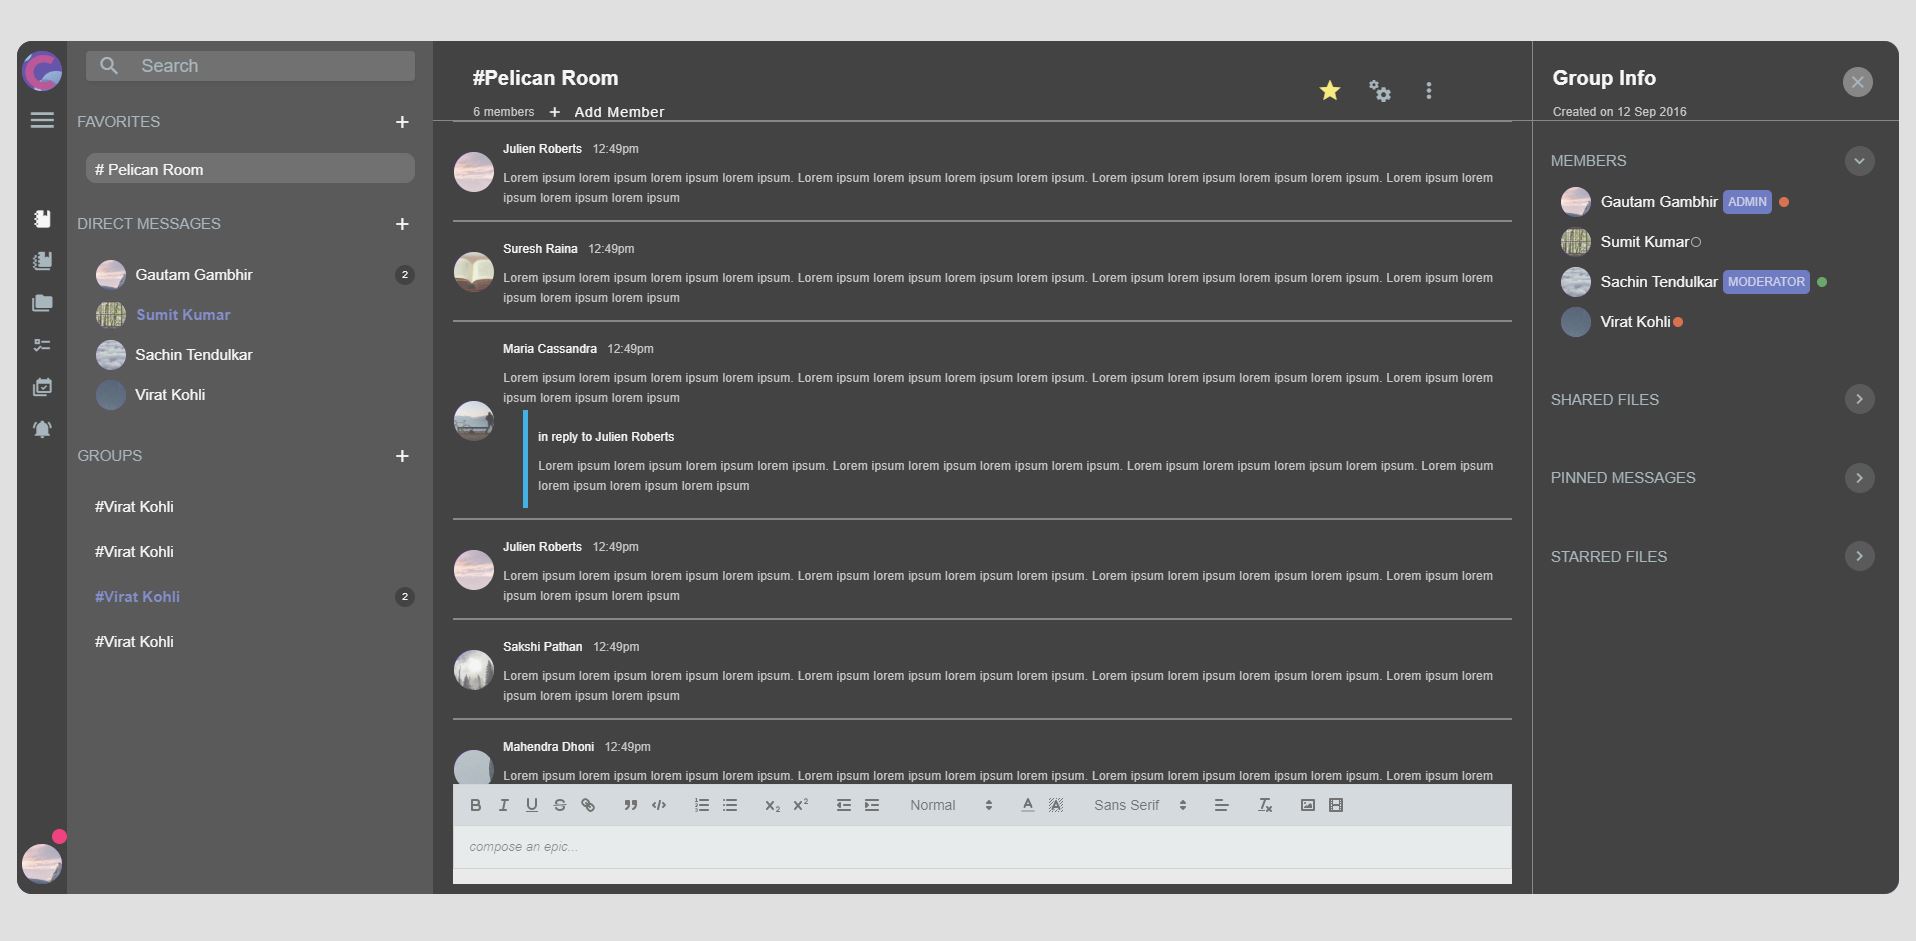 Search
FAVORITES
# Pelican Room
DIRECT MESSAGES
Gautam Gambhir 2
Sumit Kumar
Sachin Tendulkar
Virat Kohli
GROUPS
#Virat Kohli
#Virat Kohli
#Virat Kohli 2
#Virat Kohli
#Pelican Room
6 members + Add Member
Julien Roberts 12:49pm
Lorem ipsum lorem ipsum lorem ipsum lorem ipsum. Lorem ipsum lorem ipsum lorem ipsum lorem ipsum. Lorem ipsum lorem ipsum lorem ipsum lorem ipsum. Lorem ipsum lorem
ipsum lorem ipsum lorem ipsum
Suresh Raina 12:49pm
Lorem ipsum lorem ipsum lorem ipsum lorem ipsum. Lorem ipsum lorem ipsum lorem ipsum lorem ipsum. Lorem ipsum lorem ipsum lorem ipsum lorem ipsum. Lorem ipsum lorem
ipsum lorem ipsum lorem ipsum
Maria Cassandra 12:49pm
Lorem ipsum lorem ipsum lorem ipsum lorem ipsum. Lorem ipsum lorem ipsum lorem ipsum lorem ipsum. Lorem ipsum lorem ipsum lorem ipsum lorem ipsum. Lorem ipsum lorem
ipsum lorem ipsum lorem ipsum
in reply to Julien Roberts
Lorem ipsum lorem ipsum lorem ipsum lorem ipsum. Lorem ipsum lorem ipsum lorem ipsum lorem ipsum. Lorem ipsum lorem ipsum lorem ipsum lorem ipsum. Lorem ipsum
lorem ipsum lorem ipsum lorem ipsum
Julien Roberts 12:49pm
Lorem ipsum lorem ipsum lorem ipsum lorem ipsum. Lorem ipsum lorem ipsum lorem ipsum lorem ipsum. Lorem ipsum lorem ipsum lorem ipsum lorem ipsum. Lorem ipsum lorem
ipsum lorem ipsum lorem ipsum
Sakshi Pathan 12:49pm
Lorem ipsum lorem ipsum lorem ipsum lorem ipsum. Lorem ipsum lorem ipsum lorem ipsum lorem ipsum. Lorem ipsum lorem ipsum lorem ipsum lorem ipsum. Lorem ipsum lorem
ipsum lorem ipsum lorem ipsum
Mahendra Dhoni 12:49pm
Lorem ipsum lorem ipsum lorem ipsum lorem ipsum. Lorem ipsum lorem ipsum lorem ipsum lorem ipsum. Lorem ipsum lorem ipsum lorem ipsum lorem ipsum. Lorem ipsum lorem
Normal Sans Serif
compose an epic...
Group Info
Created on 12 Sep 2016
MEMBERS
Gautam Gambhir ADMIN
Sumit Kumar
Sachin Tendulkar MODERATOR
Virat Kohli
SHARED FILES
PINNED MESSAGES
STARRED FILES